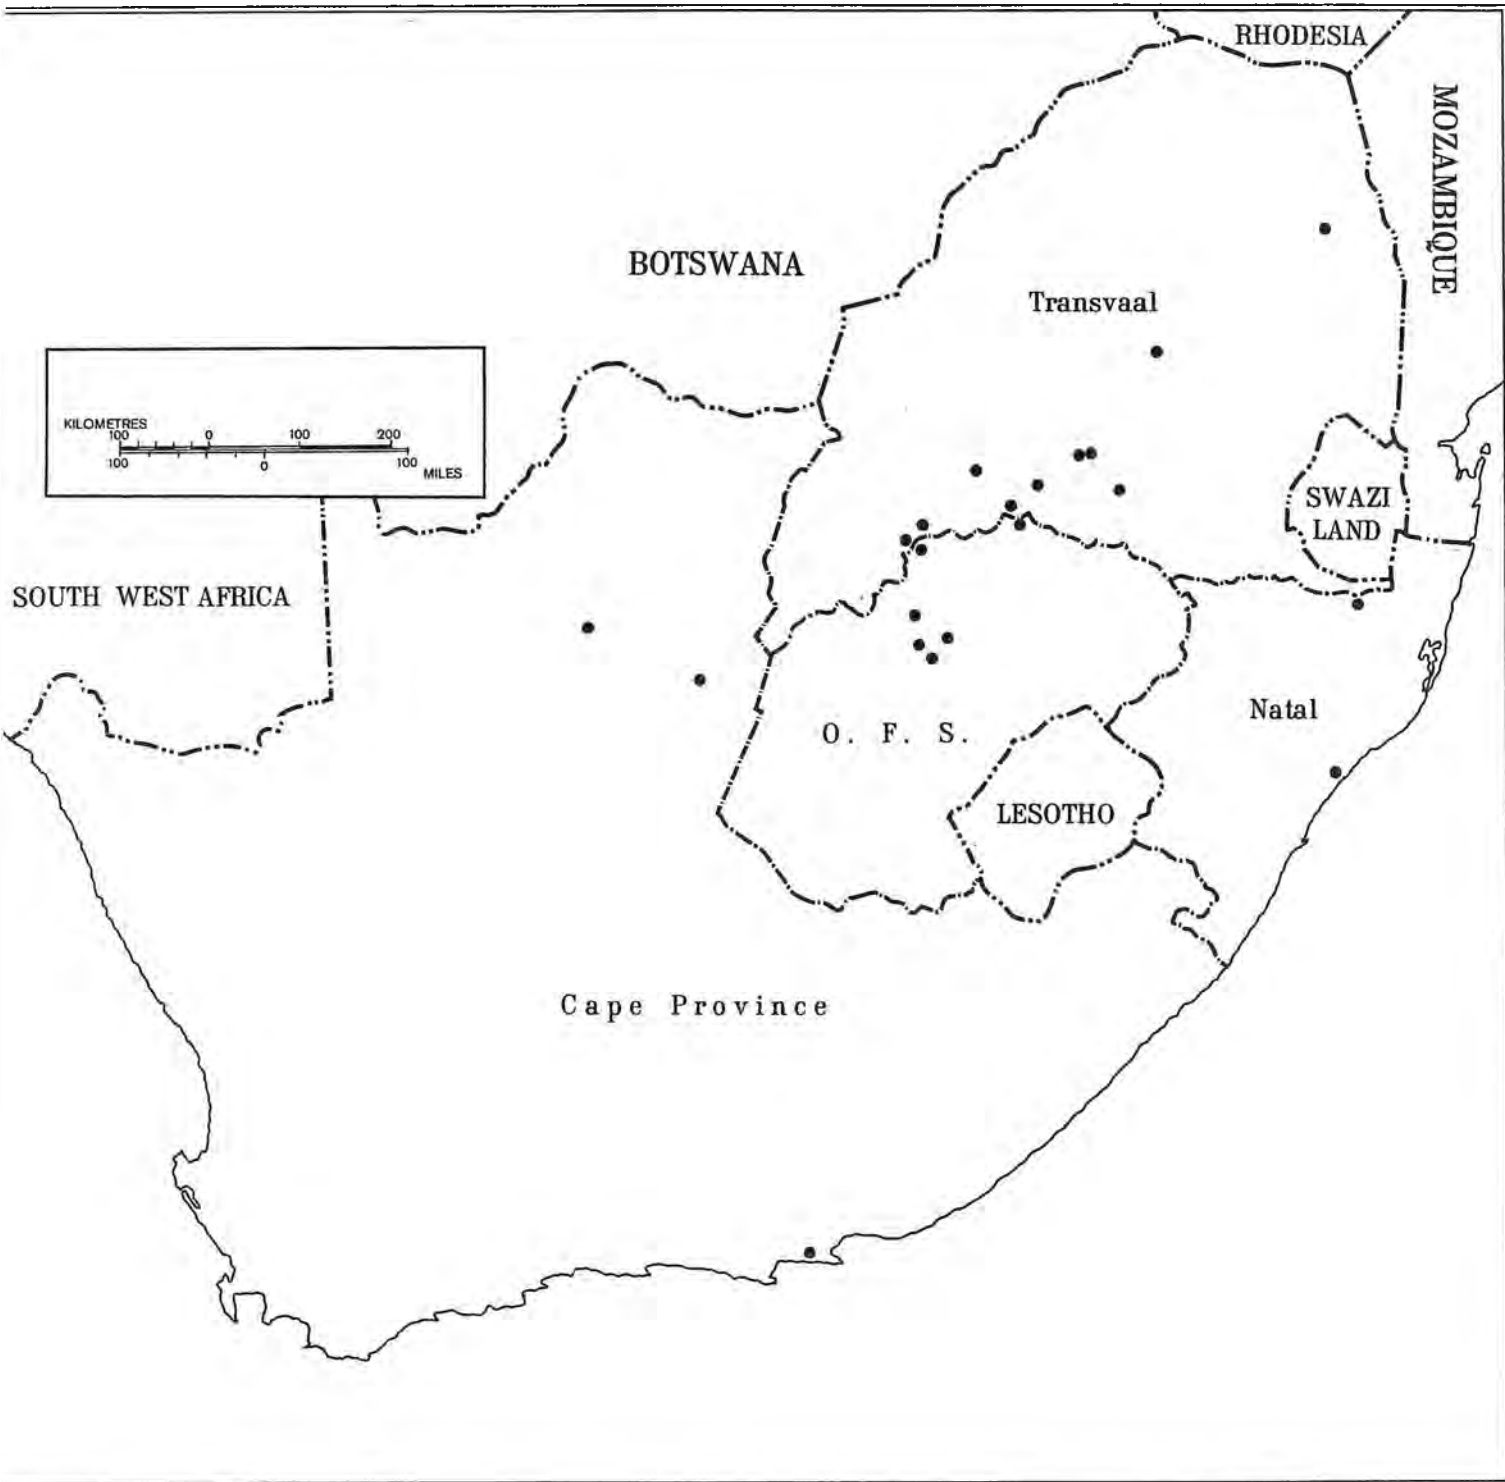 RHODESIA
MOZAMBIQUE
BOTSWANA
Transvaal
KILOMETRES
100 0 100 200
100 0 100
MILES
SWAZI
LAND
SOUTH WEST AFRICA
Natal
O. F. S.
LESOTHO
Cape Province